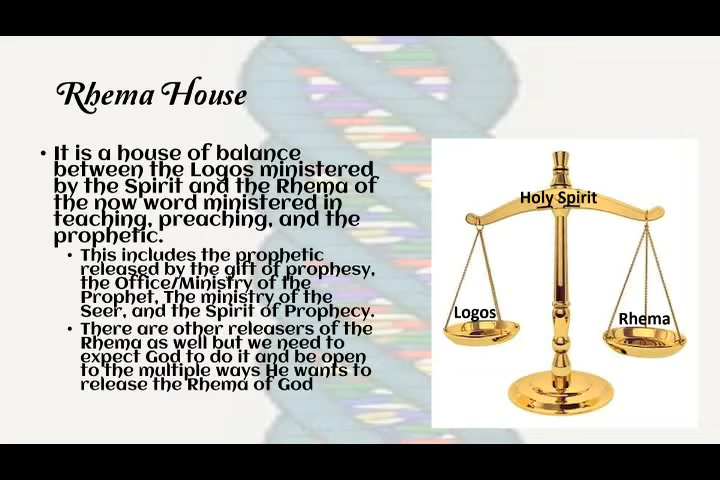 Rhema House
• It is a house of balance
between the Logos ministered
by the Spirit and the Rhema of
the now word ministered in
teaching, preaching, and the
prophetic.
• This includes the prophetic
released by the gift of prophesy,
the Office/Ministry of the
Prophet, The ministry of the
Seer, and the Spirit of Prophecy.
• There are other releasers of the
Rhema as well but we need to
expect God to do it and be open
to the multiple ways He wants to
release the Rhema of God
Holy Spirit
Logos
Rhema